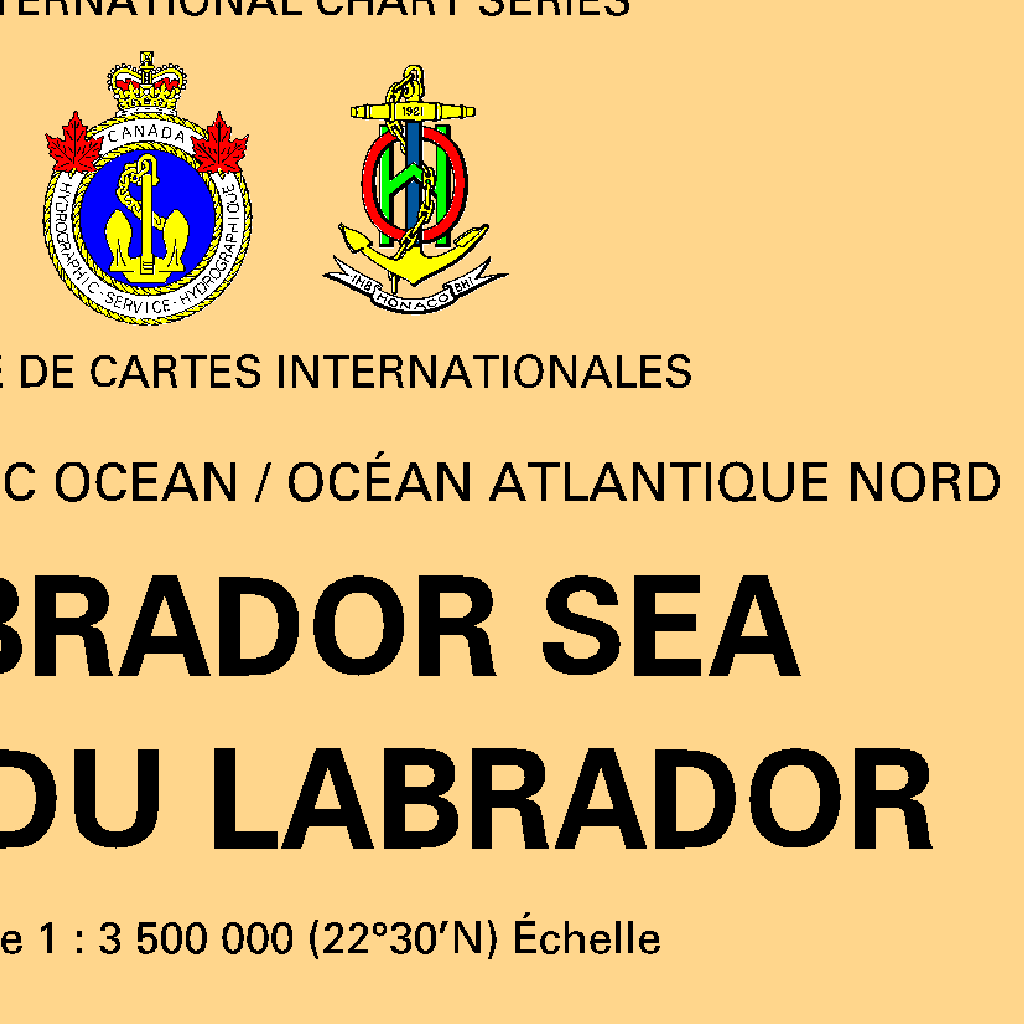 TERNATIONAL CHART SERIES
CANADA
HYDROGRAPHIC·SERVICE·HYDROGRAPHIQUE
1921
IHB MONACO BHI
E DE CARTES INTERNATIONALES
C OCEAN / OCÉAN ATLANTIQUE NORD
BRADOR SEA
DU LABRADOR
e 1 : 3 500 000 (22°30′N) Échelle